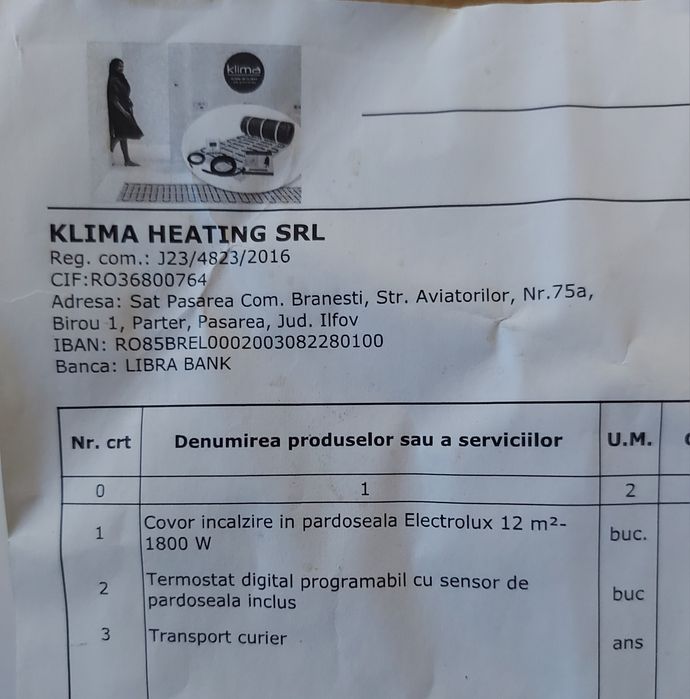 klima
KLIMA HEATING SRL
Reg. com.: J23/4823/2016
CIF:RO36800764
Adresa: Sat Pasarea Com. Branesti, Str. Aviatorilor, Nr.75a,
Birou 1, Parter, Pasarea, Jud. Ilfov
IBAN: RO85BREL0002003082280100
Banca: LIBRA BANK
Nr. crt Denumirea produselor sau a serviciilor U.M.
0 1 2
1 Covor incalzire in pardoseala Electrolux 12 m²- buc.
1800 W
2 Termostat digital programabil cu sensor de buc
pardoseala inclus
3 Transport curier ans